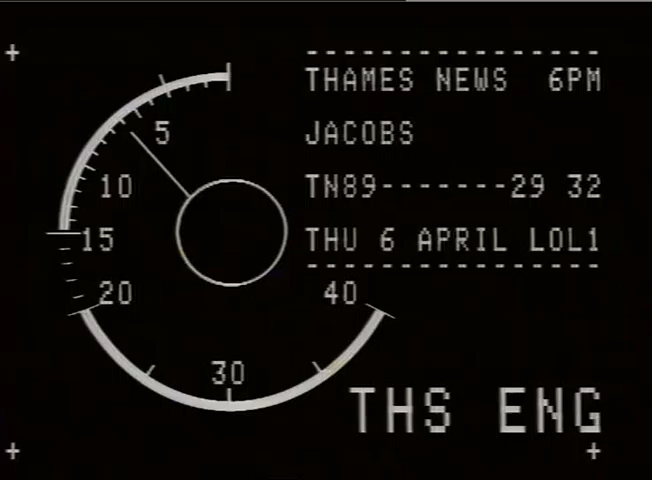 ----------------
THAMES NEWS 6PM
JACOBS
TN89-------29 32
THU 6 APRIL LOL1
----------------
5
10
15
20
30
40
THS ENG